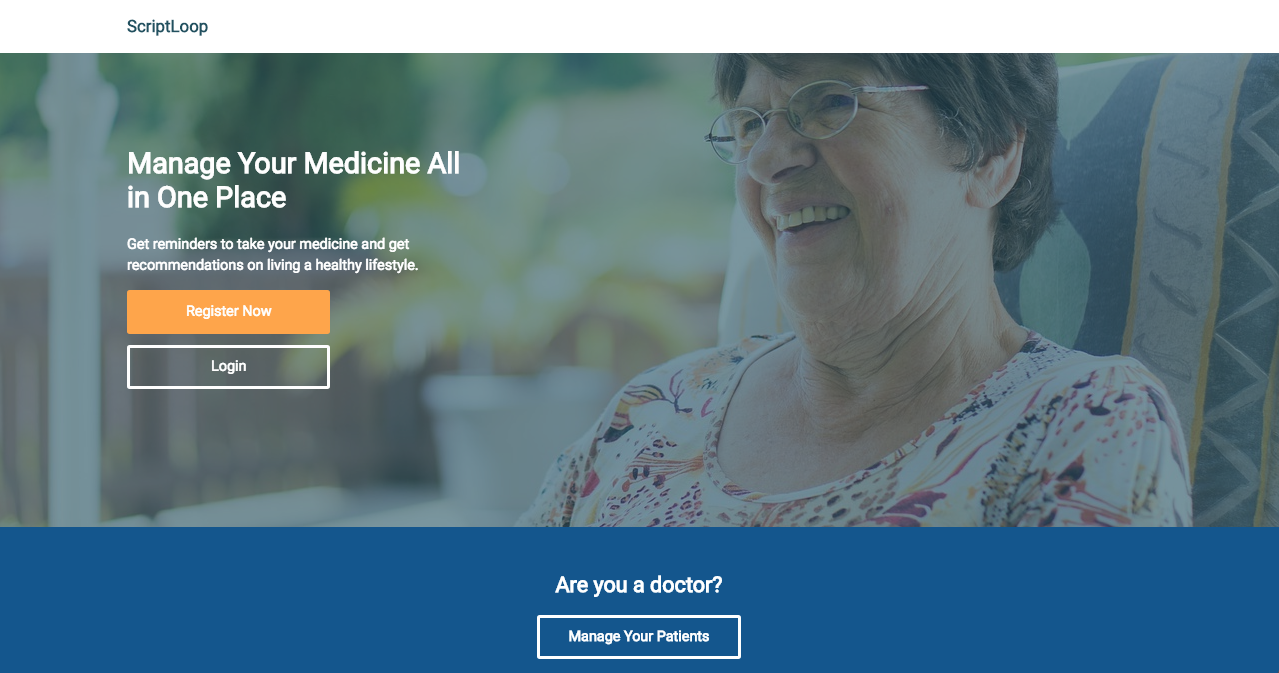 ScriptLoop
Manage Your Medicine All
in One Place
Get reminders to take your medicine and get
recommendations on living a healthy lifestyle.
Register Now
Login
Are you a doctor?
Manage Your Patients